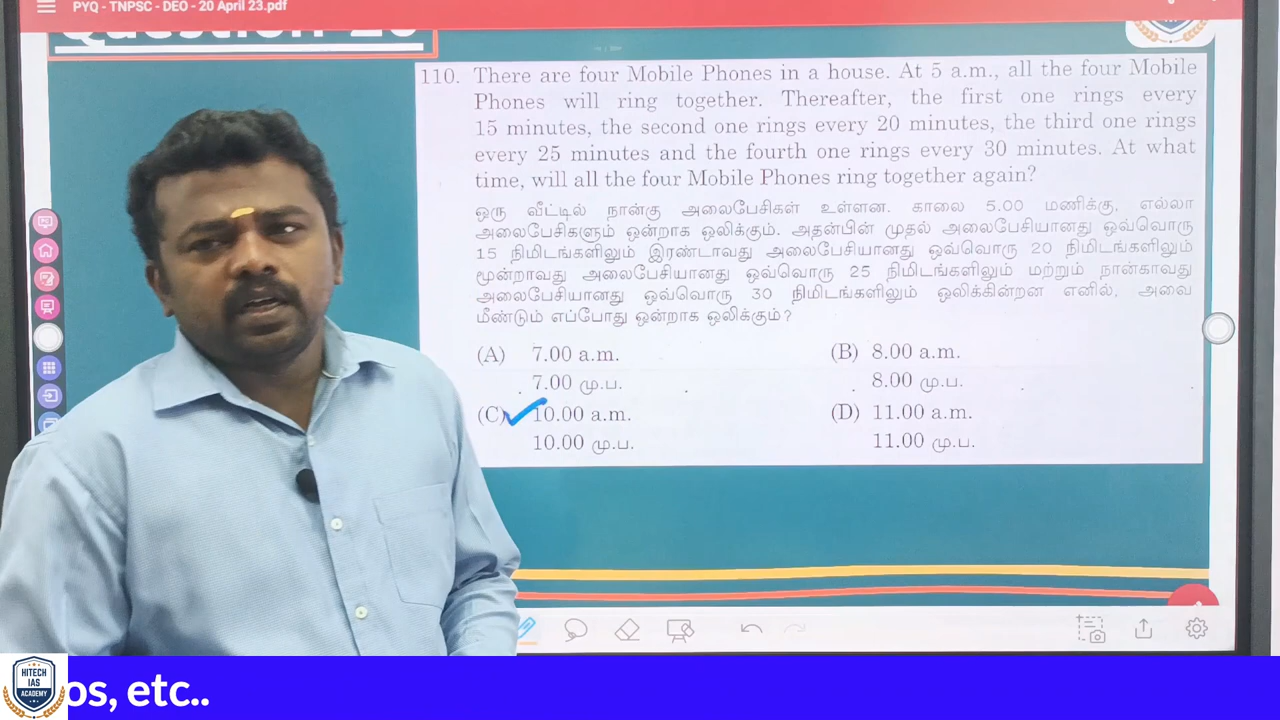 PYQ - TNPSC - DEO - 20 April 23.pdf
110. There are four Mobile Phones in a house. At 5 a.m., all the four Mobile
Phones will ring together. Thereafter, the first one rings every
15 minutes, the second one rings every 20 minutes, the third one rings
every 25 minutes and the fourth one rings every 30 minutes. At what
time, will all the four Mobile Phones ring together again?
ஒரு வீட்டில் நான்கு அலைபேசிகள் உள்ளன. காலை 5.00 மணிக்கு, எல்லா
அலைபேசிகளும் ஒன்றாக ஒலிக்கும். அதன்பின் முதல் அலைபேசியானது ஒவ்வொரு
15 நிமிடங்களிலும் இரண்டாவது அலைபேசியானது ஒவ்வொரு 20 நிமிடங்களிலும்
மூன்றாவது அலைபேசியானது ஒவ்வொரு 25 நிமிடங்களிலும் மற்றும் நான்காவது
அலைபேசியானது ஒவ்வொரு 30 நிமிடங்களிலும் ஒலிக்கின்றன எனில், அவை
மீண்டும் எப்போது ஒன்றாக ஒலிக்கும்?
(A) 7.00 a.m. (B) 8.00 a.m.
7.00 மு.ப. 8.00 மு.ப.
(C) 10.00 a.m. (D) 11.00 a.m.
10.00 மு.ப. 11.00 மு.ப.
HITECH
IAS
ACADEMY
os, etc..